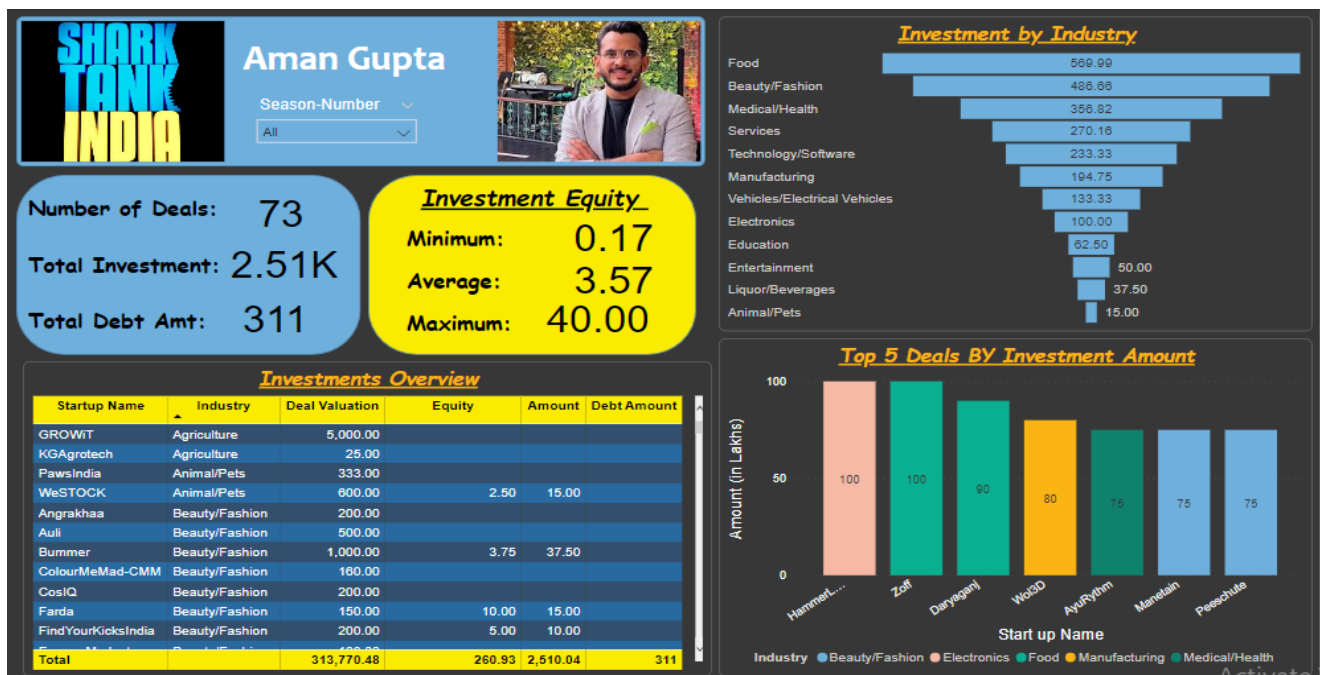 SHARK
TANK
INDIA
Aman Gupta
Season-Number
All
Number of Deals: 73
Total Investment: 2.51K
Total Debt Amt: 311
Investment Equity
Minimum: 0.17
Average: 3.57
Maximum: 40.00
Investment by Industry
Food 569.99
Beauty/Fashion 486.66
Medical/Health 356.82
Services 270.16
Technology/Software 233.33
Manufacturing 194.75
Vehicles/Electrical Vehicles 133.33
Electronics 100.00
Education 62.50
Entertainment 50.00
Liquor/Beverages 37.50
Animal/Pets 15.00
Investments Overview
Startup Name Industry Deal Valuation Equity Amount Debt Amount
GROWiT Agriculture 5,000.00
KGAgrotech Agriculture 25.00
PawsIndia Animal/Pets 333.00
WeSTOCK Animal/Pets 600.00 2.50 15.00
Angrakhaa Beauty/Fashion 200.00
Auli Beauty/Fashion 500.00
Bummer Beauty/Fashion 1,000.00 3.75 37.50
ColourMeMad-CMM Beauty/Fashion 160.00
CosIQ Beauty/Fashion 200.00
Farda Beauty/Fashion 150.00 10.00 15.00
FindYourKicksIndia Beauty/Fashion 200.00 5.00 10.00
Total 313,770.48 260.93 2,510.04 311
Top 5 Deals BY Investment Amount
Amount (in Lakhs)
100
50
0
100 100 90 80 75 75 75
HammerL... Zoff Daryaganj Wol3D AyuRythm Manetain Peeschute
Start up Name
Industry Beauty/Fashion Electronics Food Manufacturing Medical/Health